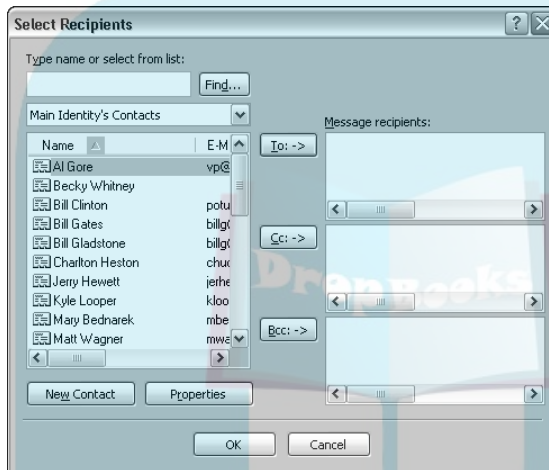 Select Recipients
Type name or select from list:
Find...
Main Identity's Contacts
Name E-M
Al Gore vp@
Becky Whitney
Bill Clinton potu
Bill Gates billg
Bill Gladstone billg
Charlton Heston chuc
Jerry Hewett jerhe
Kyle Looper kloo
Mary Bednarek mbe
Matt Wagner mwa
New Contact Properties
To: ->
Cc: ->
Bcc: ->
Message recipients:
DropBooks
OK Cancel